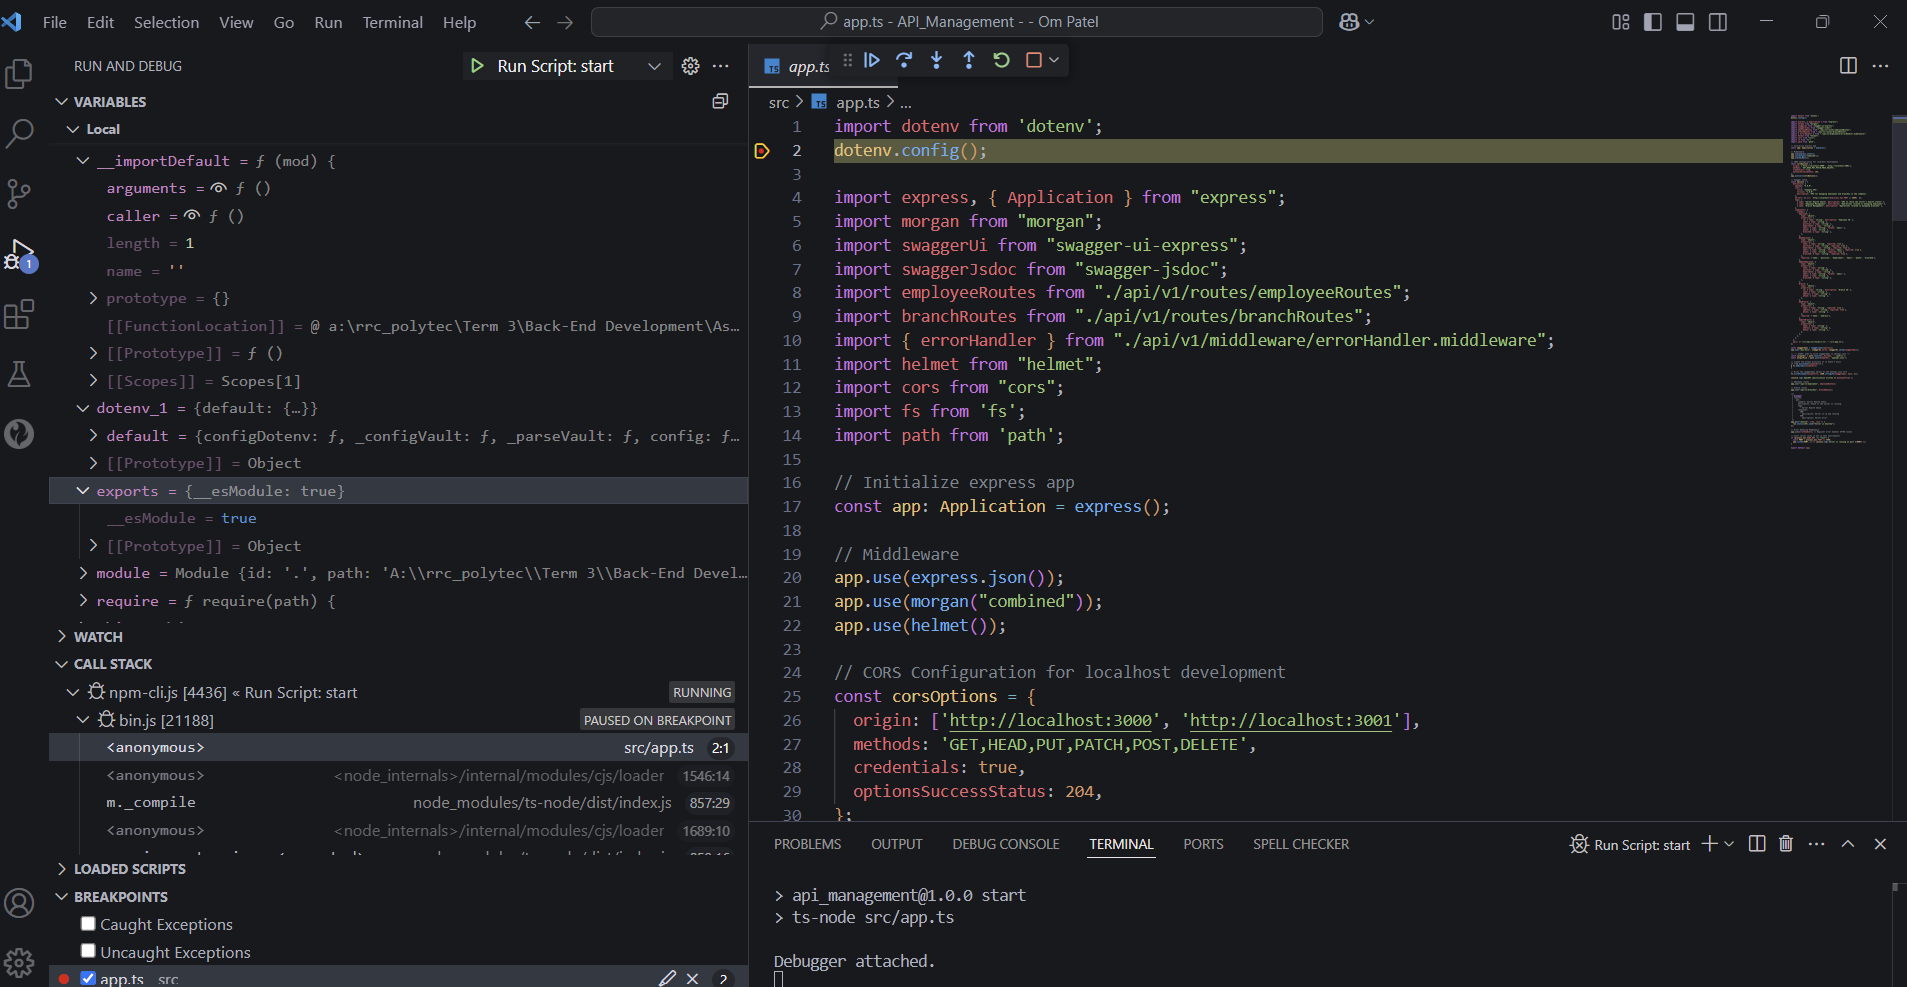 File Edit Selection View Go Run Terminal Help
app.ts - API_Management - - Om Patel
RUN AND DEBUG
Run Script: start
VARIABLES
Local
__importDefault = ƒ (mod) {
arguments = ƒ ()
caller = ƒ ()
length = 1
name = ''
prototype = {}
[[FunctionLocation]] = @ a:\rrc_polytec\Term 3\Back-End Development\As…
[[Prototype]] = ƒ ()
[[Scopes]] = Scopes[1]
dotenv_1 = {default: {…}}
default = {configDotenv: ƒ, _configVault: ƒ, _parseVault: ƒ, config: ƒ…
[[Prototype]] = Object
exports = {__esModule: true}
__esModule = true
[[Prototype]] = Object
module = Module {id: '.', path: 'A:\\rrc_polytec\\Term 3\\Back-End Devel…
require = ƒ require(path) {
WATCH
CALL STACK
npm-cli.js [4436] « Run Script: start RUNNING
bin.js [21188] PAUSED ON BREAKPOINT
<anonymous> src/app.ts 2:1
<anonymous> <node_internals>/internal/modules/cjs/loader 1546:14
m._compile node_modules/ts-node/dist/index.js 857:29
<anonymous> <node_internals>/internal/modules/cjs/loader 1689:10
LOADED SCRIPTS
BREAKPOINTS
Caught Exceptions
Uncaught Exceptions
app.ts src 2
1
TS app.ts
src > TS app.ts > ...
1 import dotenv from 'dotenv';
2 dotenv.config();
3
4 import express, { Application } from "express";
5 import morgan from "morgan";
6 import swaggerUi from "swagger-ui-express";
7 import swaggerJsdoc from "swagger-jsdoc";
8 import employeeRoutes from "./api/v1/routes/employeeRoutes";
9 import branchRoutes from "./api/v1/routes/branchRoutes";
10 import { errorHandler } from "./api/v1/middleware/errorHandler.middleware";
11 import helmet from "helmet";
12 import cors from "cors";
13 import fs from 'fs';
14 import path from 'path';
15
16 // Initialize express app
17 const app: Application = express();
18
19 // Middleware
20 app.use(express.json());
21 app.use(morgan("combined"));
22 app.use(helmet());
23
24 // CORS Configuration for localhost development
25 const corsOptions = {
26 origin: ['http://localhost:3000', 'http://localhost:3001'],
27 methods: 'GET,HEAD,PUT,PATCH,POST,DELETE',
28 credentials: true,
29 optionsSuccessStatus: 204,
30 };
PROBLEMS OUTPUT DEBUG CONSOLE TERMINAL PORTS SPELL CHECKER
Run Script: start
> api_management@1.0.0 start
> ts-node src/app.ts
Debugger attached.